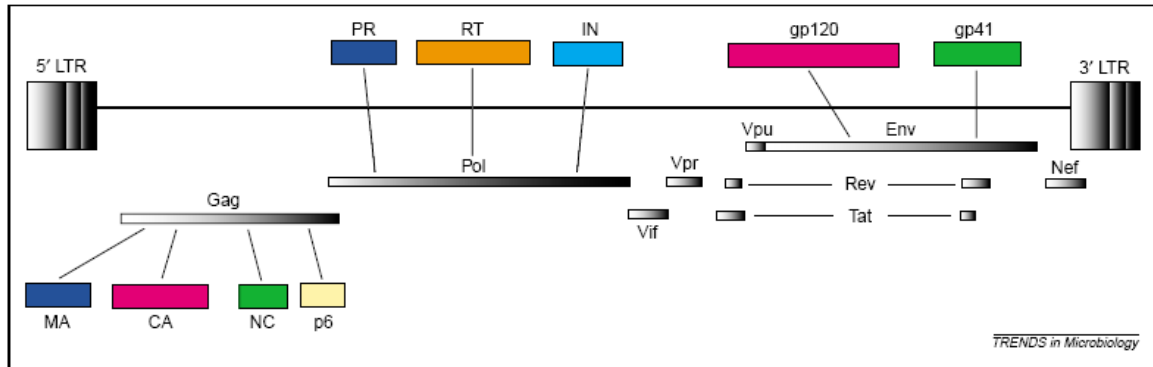 PR RT IN gp120 gp41
5′ LTR 3′ LTR
Vpu Env
Pol Vpr Rev Nef
Gag Tat
Vif
MA CA NC p6
TRENDS in Microbiology